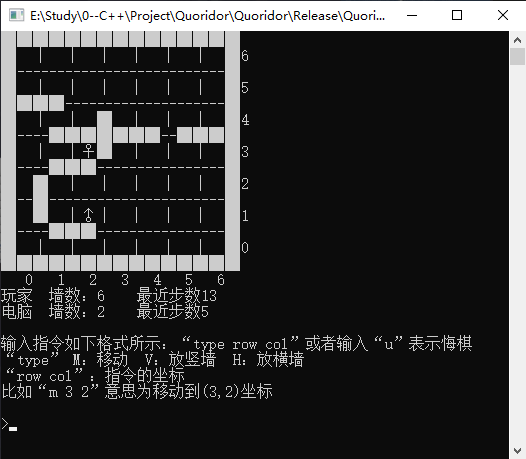 E:\Study\0--C++\Project\Quoridor\Quoridor\Release\Quori...
6
5
4
3
♀
2
1
♂
0
0 1 2 3 4 5 6
玩家 墙数：6 最近步数13
电脑 墙数：2 最近步数5
输入指令如下格式所示：“type row col”或者输入“u”表示悔棋
“type” M：移动 V：放竖墙 H：放横墙
“row col”：指令的坐标
比如“m 3 2”意思为移动到(3,2)坐标
>